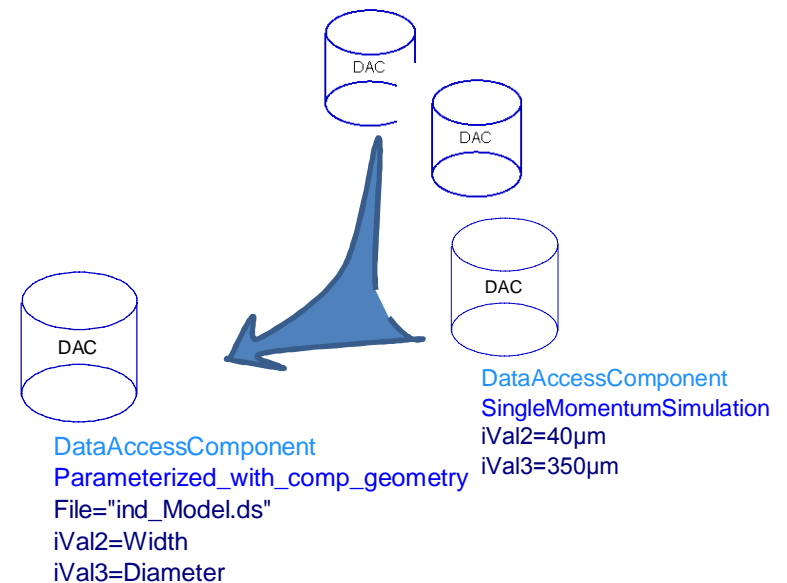 DAC
DAC
DAC
DataAccessComponent
SingleMomentumSimulation
iVal2=40µm
iVal3=350µm
DAC
DataAccessComponent
Parameterized_with_comp_geometry
File="ind_Model.ds"
iVal2=Width
iVal3=Diameter